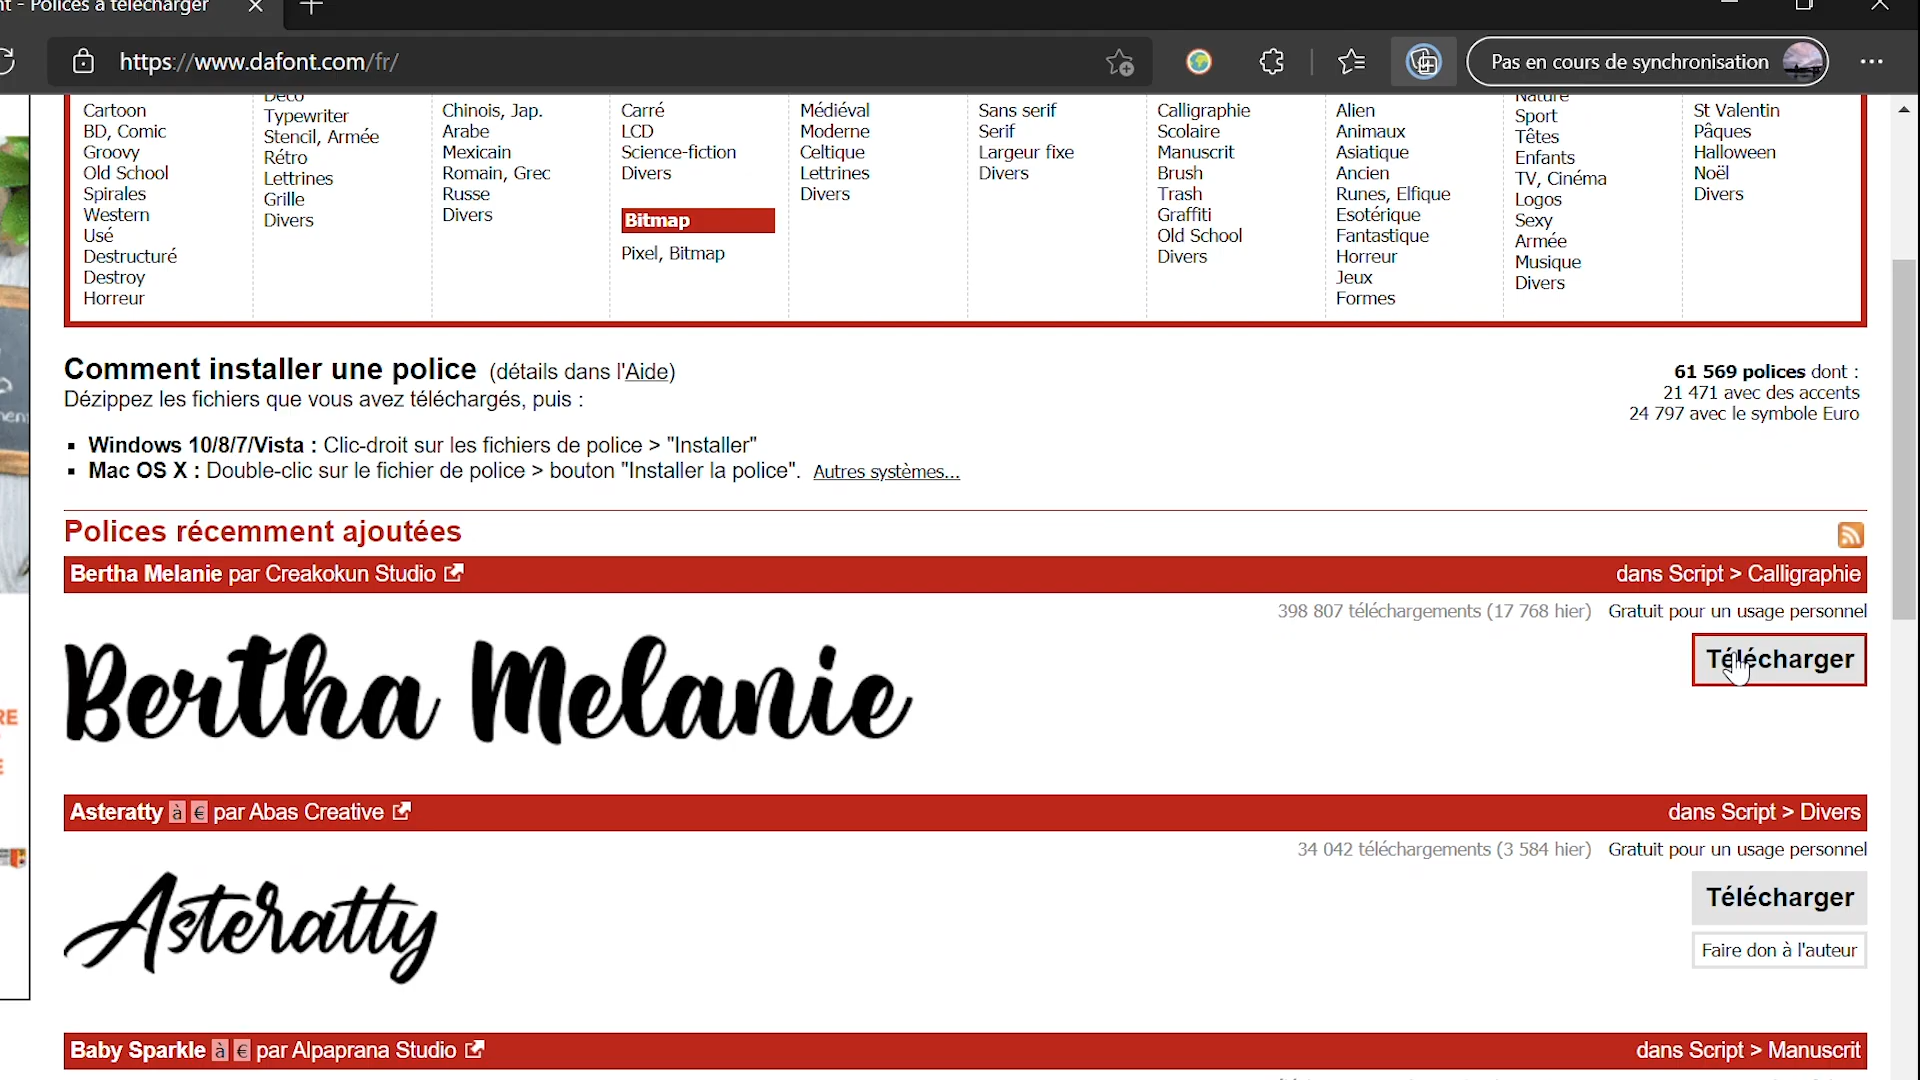 nt - Polices à télécharger
https://www.dafont.com/fr/
Pas en cours de synchronisation
Cartoon
BD, Comic
Groovy
Old School
Spirales
Western
Usé
Destructuré
Destroy
Horreur
Déco
Typewriter
Stencil, Armée
Rétro
Lettrines
Grille
Divers
Chinois, Jap.
Arabe
Mexicain
Romain, Grec
Russe
Divers
Carré
LCD
Science-fiction
Divers
Bitmap
Pixel, Bitmap
Médiéval
Moderne
Celtique
Lettrines
Divers
Sans serif
Serif
Largeur fixe
Divers
Calligraphie
Scolaire
Manuscrit
Brush
Trash
Graffiti
Old School
Divers
Alien
Animaux
Asiatique
Ancien
Runes, Elfique
Esotérique
Fantastique
Horreur
Jeux
Formes
Nature
Sport
Têtes
Enfants
TV, Cinéma
Logos
Sexy
Armée
Musique
Divers
St Valentin
Pâques
Halloween
Noël
Divers
Comment installer une police (détails dans l'Aide)
Dézippez les fichiers que vous avez téléchargés, puis :
▪ Windows 10/8/7/Vista : Clic-droit sur les fichiers de police > "Installer"
▪ Mac OS X : Double-clic sur le fichier de police > bouton "Installer la police". Autres systèmes...
61 569 polices dont :
21 471 avec des accents
24 797 avec le symbole Euro
Polices récemment ajoutées
Bertha Melanie par Creakokun Studio dans Script > Calligraphie
398 807 téléchargements (17 768 hier) Gratuit pour un usage personnel
Bertha Melanie
Télécharger
Asteratty à € par Abas Creative dans Script > Divers
34 042 téléchargements (3 584 hier) Gratuit pour un usage personnel
Asteratty
Télécharger
Faire don à l'auteur
Baby Sparkle à € par Alpaprana Studio dans Script > Manuscrit